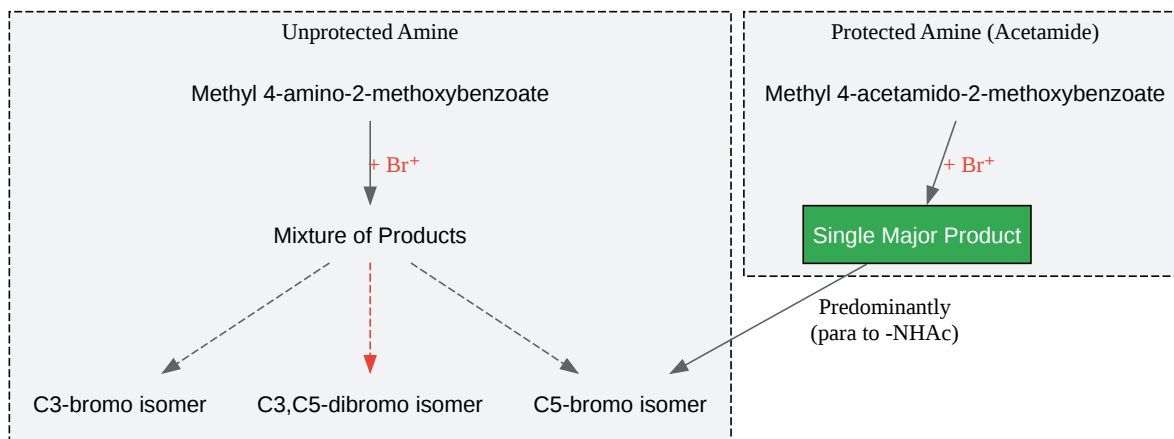 Unprotected Amine
Methyl 4-amino-2-methoxybenzoate
+ Br⁺
Mixture of Products
C3-bromo isomer
C3,C5-dibromo isomer
C5-bromo isomer
Protected Amine (Acetamide)
Methyl 4-acetamido-2-methoxybenzoate
+ Br⁺
Single Major Product
Predominantly
(para to -NHAc)